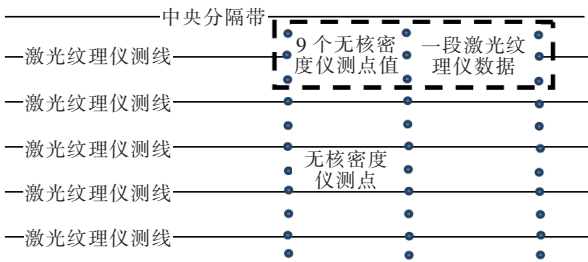 中央分隔带
激光纹理仪测线
9个无核密
度仪测点值
一段激光纹
理仪数据
激光纹理仪测线
激光纹理仪测线
无核密度
仪测点
激光纹理仪测线
激光纹理仪测线